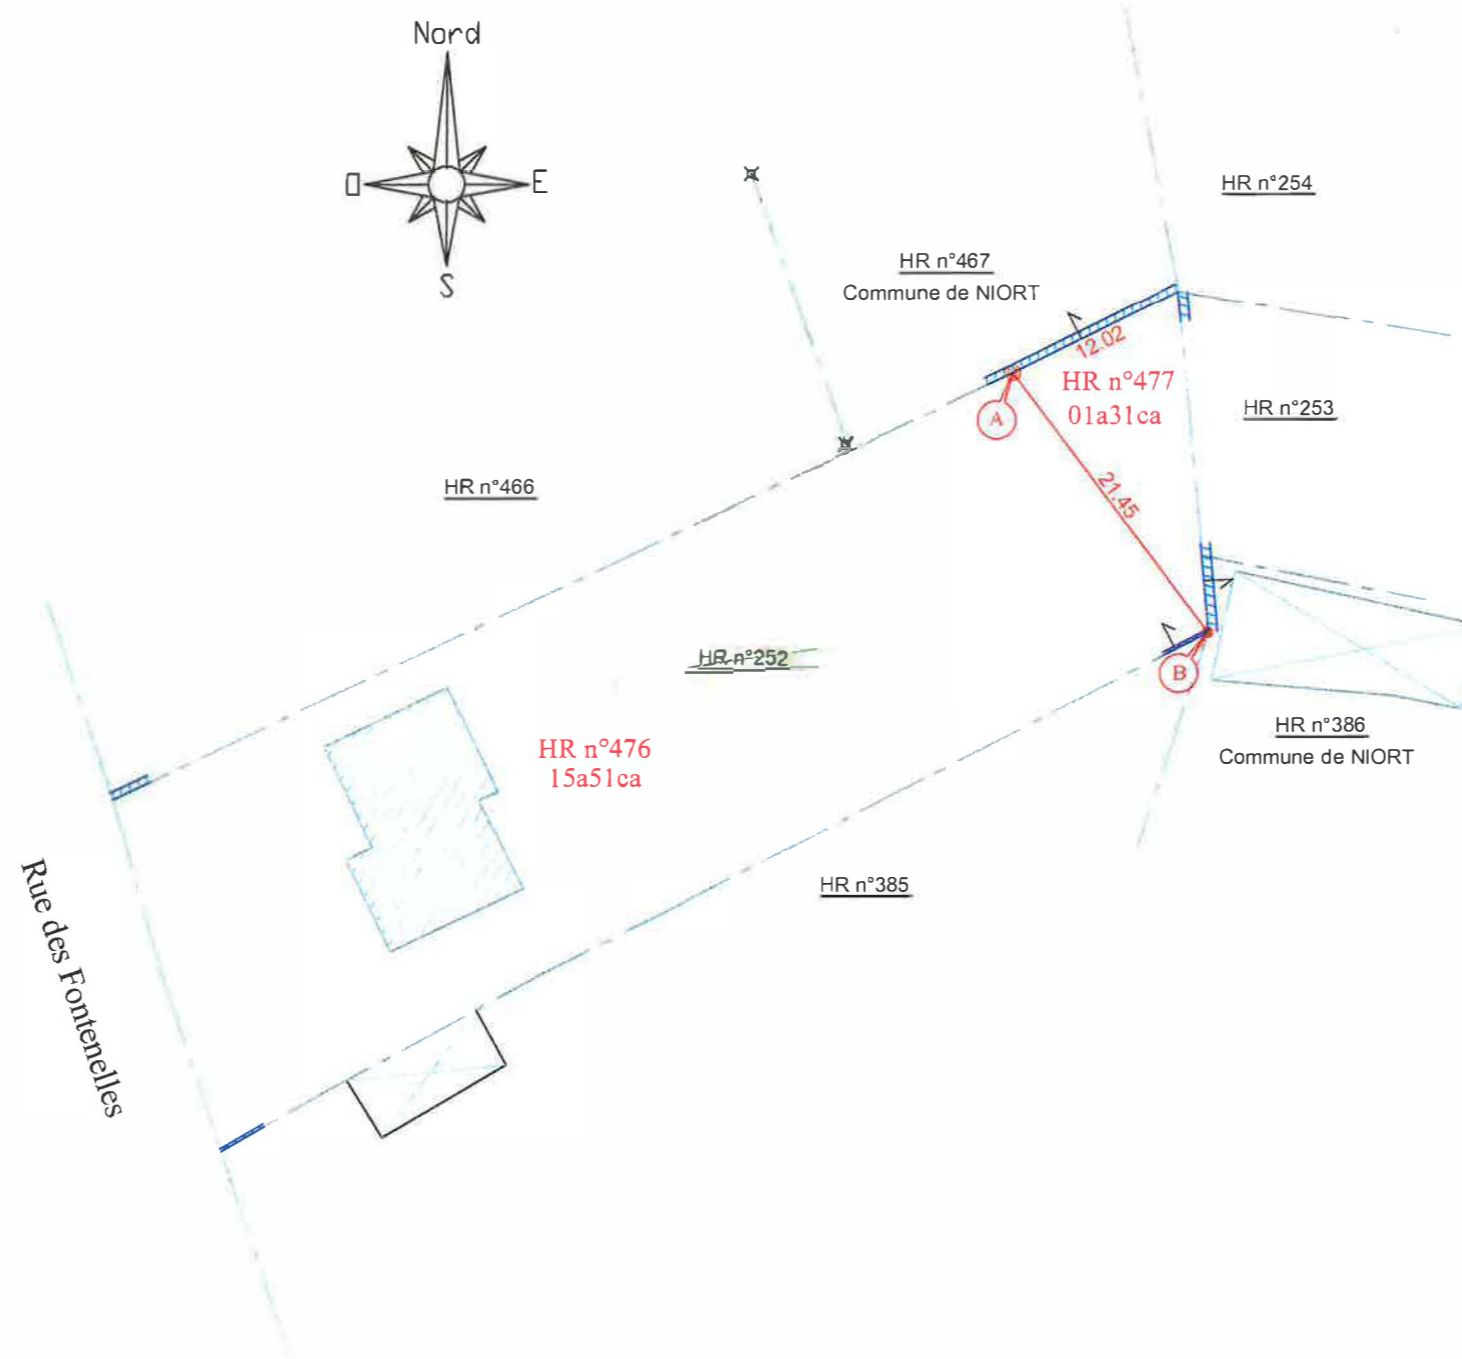 Nord
O
E
S
HR n°254
HR n°467
Commune de NIORT
12.02
HR n°477
01a31ca
A
HR n°253
21.45
HR n°466
HR n°252
B
HR n°386
Commune de NIORT
HR n°476
15a51ca
HR n°385
Rue des Fontenelles